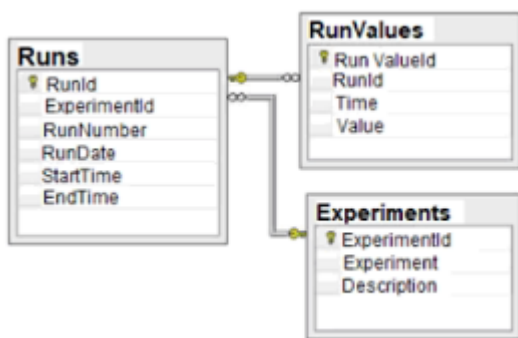 Runs
RunId
ExperimentId
RunNumber
RunDate
StartTime
EndTime
RunValues
Run ValueId
RunId
Time
Value
Experiments
ExperimentId
Experiment
Description